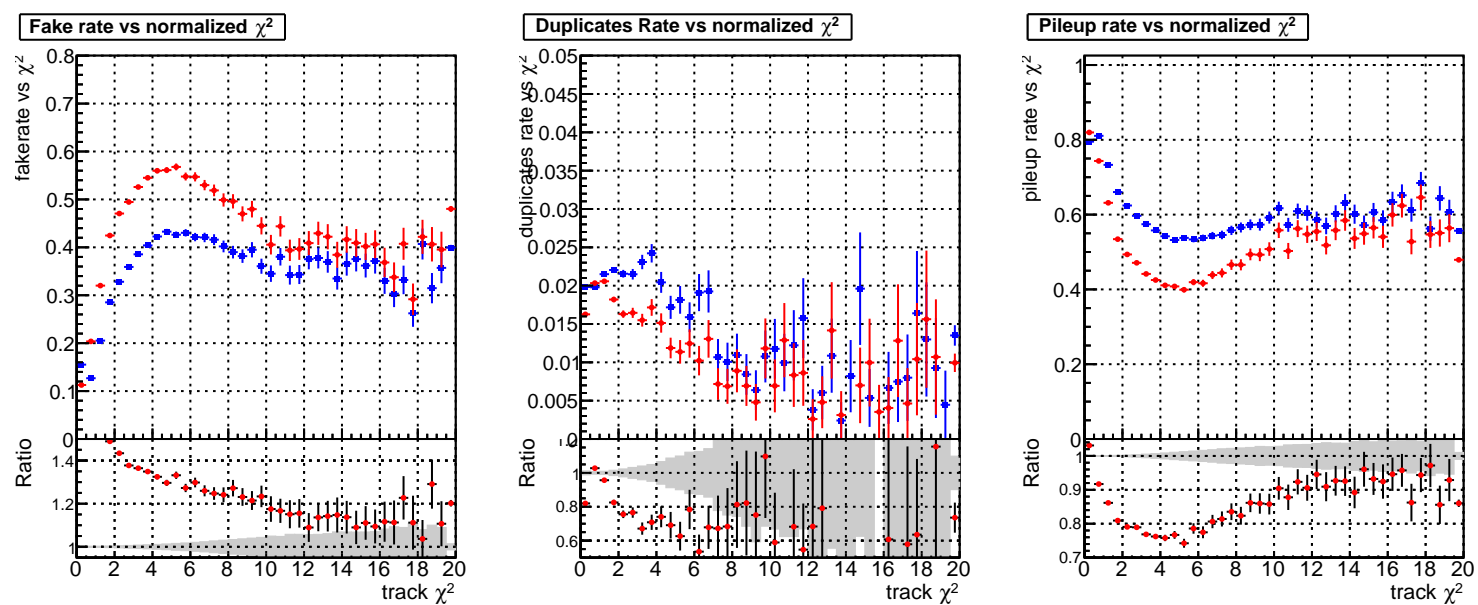 Fake rate vs normalized χ²
fakerate vs χ²
0.8
0.7
0.6
0.5
0.4
0.3
0.2
0.1
0
Ratio
1.4
1.2
1
0 2 4 6 8 10 12 14 16 18 20
track χ²
Duplicates Rate vs normalized χ²
duplicates rate vs χ²
0.05
0.045
0.04
0.035
0.03
0.025
0.02
0.015
0.01
0.005
0
Ratio
1
0.8
0.6
0 2 4 6 8 10 12 14 16 18 20
track χ²
Pileup rate vs normalized χ²
pileup rate vs χ²
1
0.8
0.6
0.4
0.2
0
Ratio
1
0.9
0.8
0.7
0 2 4 6 8 10 12 14 16 18 20
track χ²